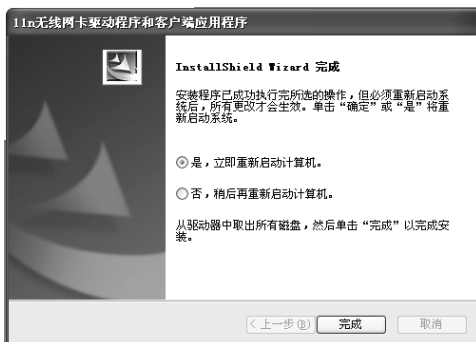 11n无线网卡驱动程序和客户端应用程序
InstallShield Wizard 完成
安装程序已成功执行完所选的操作，但必须重新启动系
统后，所有更改才会生效。单击“确定”或“是”将重
新启动系统。
是，立即重新启动计算机。
否，稍后再重新启动计算机。
从驱动器中取出所有磁盘，然后单击“完成”以完成安
装。
< 上一步(B) 完成 取消